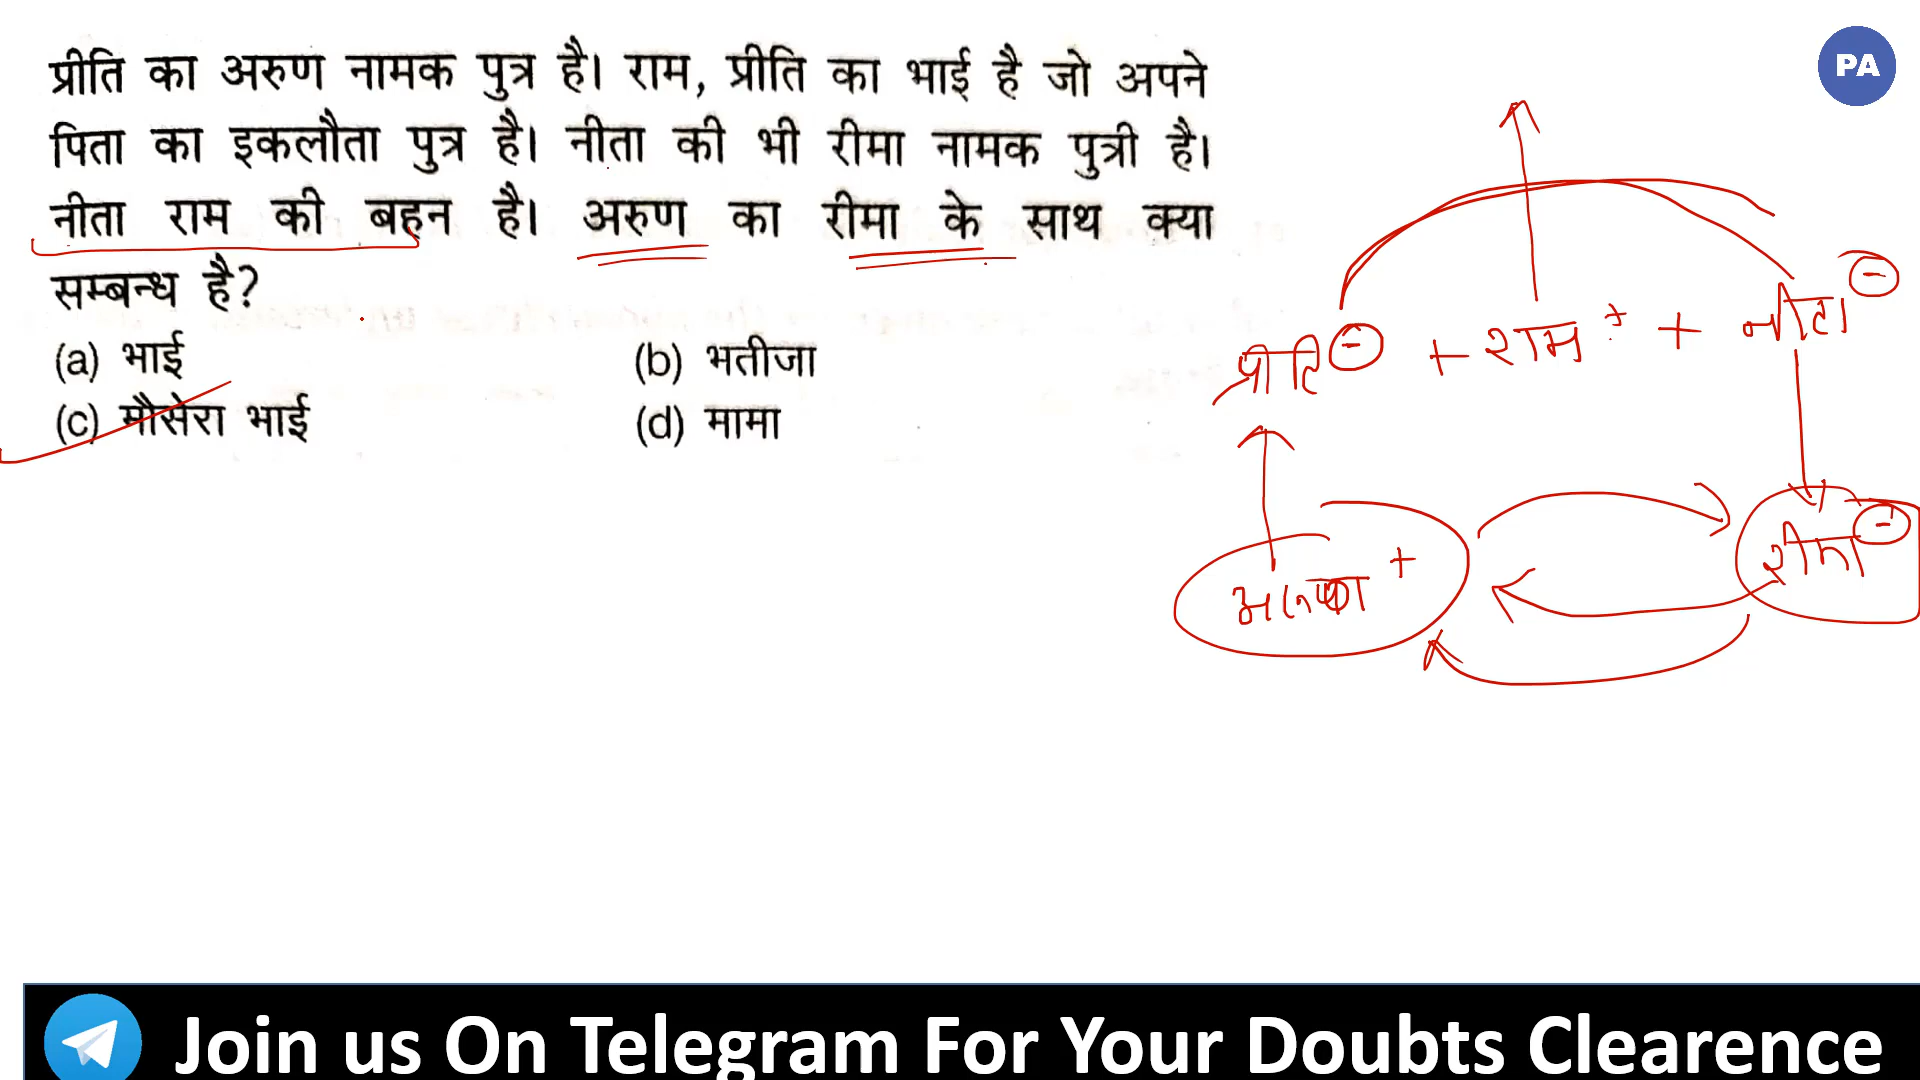 प्रीति का अरुण नामक पुत्र है। राम, प्रीति का भाई है जो अपने
पिता का इकलौता पुत्र है। नीता की भी रीमा नामक पुत्री है।
नीता राम की बहन है। अरुण का रीमा के साथ क्या
सम्बन्ध है?
(a) भाई (b) भतीजा
(c) मौसेरा भाई (d) मामा
PA
प्रीति - + राम + + नीता -
+ रीमा -
Join us On Telegram For Your Doubts Clearence